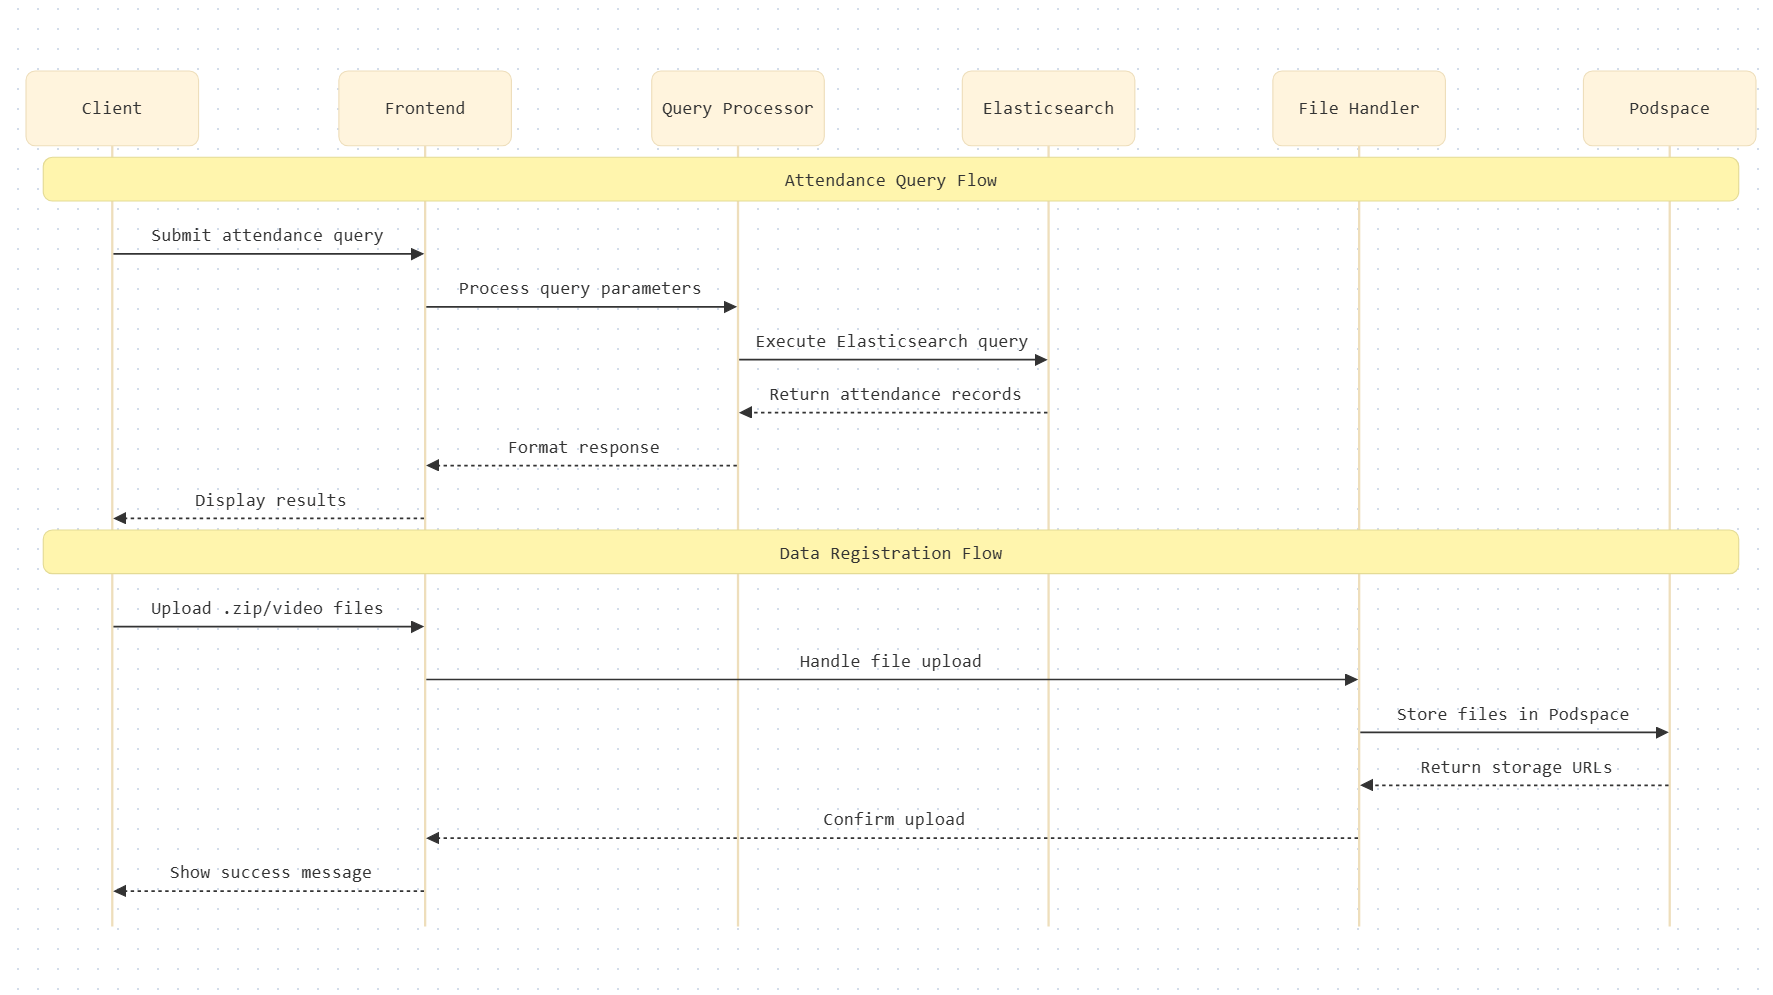 Client
Frontend
Query Processor
Elasticsearch
File Handler
Podspace
Attendance Query Flow
Submit attendance query
Process query parameters
Execute Elasticsearch query
Return attendance records
Format response
Display results
Data Registration Flow
Upload .zip/video files
Handle file upload
Store files in Podspace
Return storage URLs
Confirm upload
Show success message